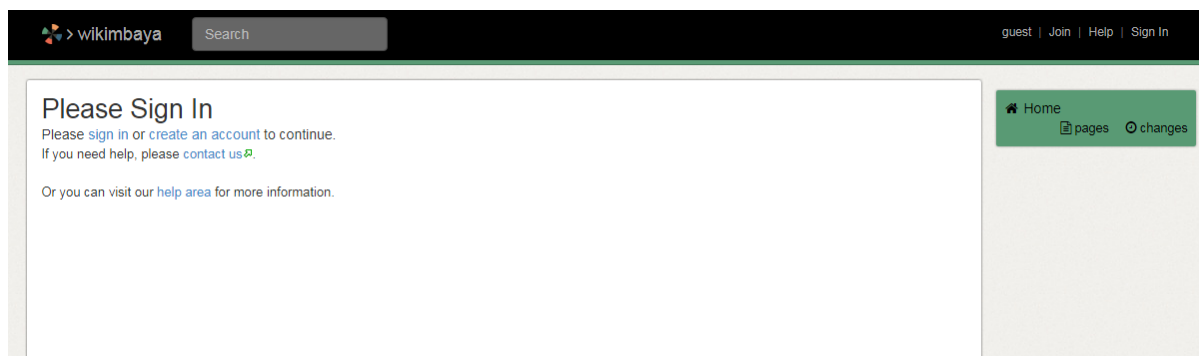 > wikimbaya
Search
guest | Join | Help | Sign In
Please Sign In
Please sign in or create an account to continue.
If you need help, please contact us.
Or you can visit our help area for more information.
Home
pages changes